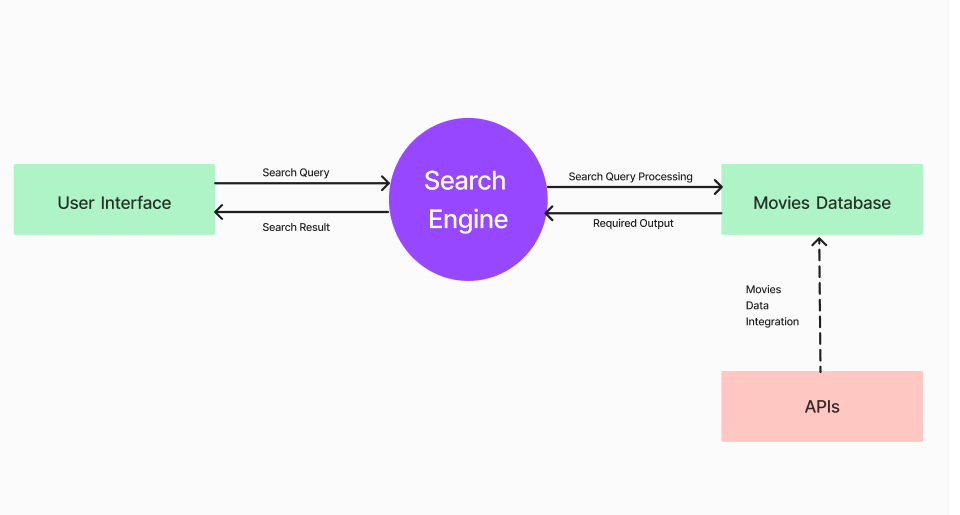 Search Query
Search Query Processing
Search
Engine
User Interface
Movies Database
Search Result
Required Output
Movies
Data
Integration
APIs